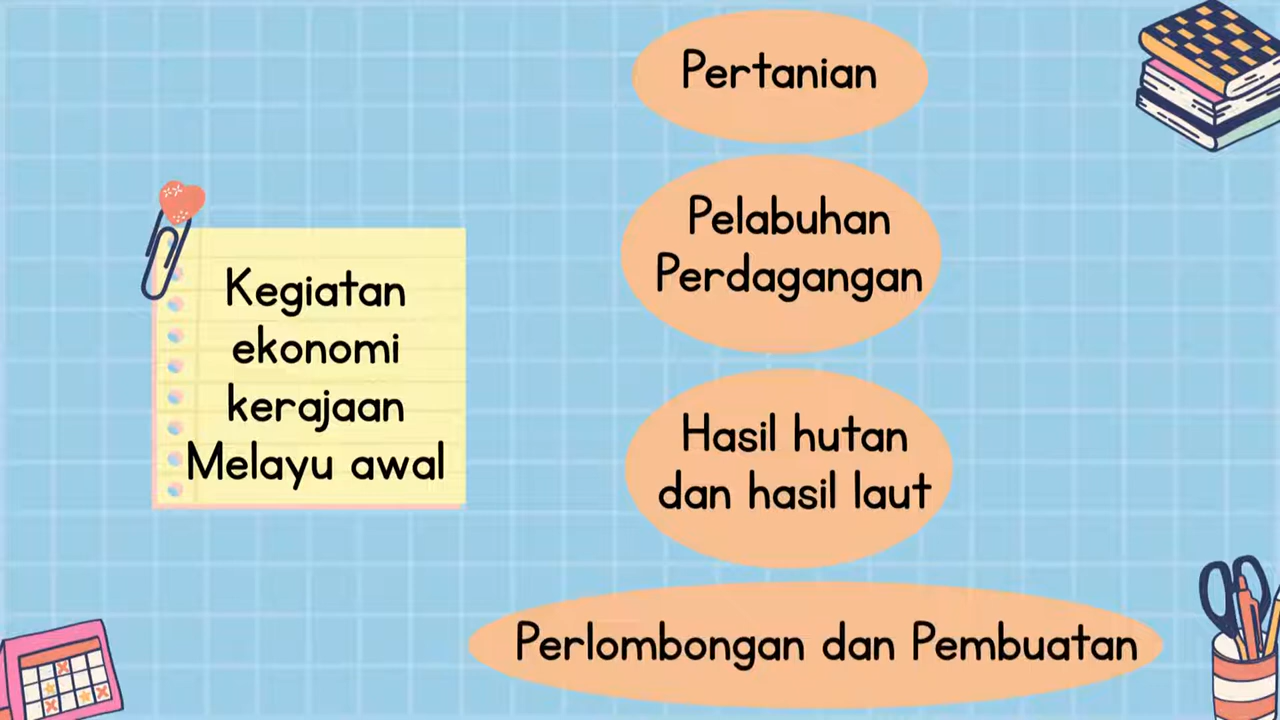 Kegiatan
ekonomi
kerajaan
Melayu awal
Pertanian
Pelabuhan
Perdagangan
Hasil hutan
dan hasil laut
Perlombongan dan Pembuatan